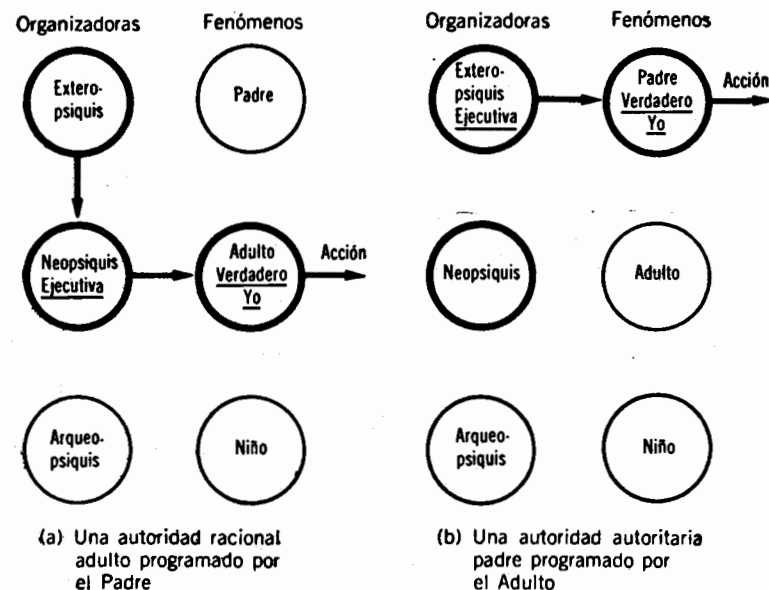 Organizadoras
Fenómenos
Extero-
psiquis
Padre
Neopsiquis
Ejecutiva
Adulto
Verdadero
Yo
Acción
Arqueo-
psiquis
Niño
(a) Una autoridad racional
adulto programado por
el Padre
Organizadoras
Fenómenos
Extero-
psiquis
Ejecutiva
Padre
Verdadero
Yo
Acción
Neopsiquis
Adulto
Arqueo-
psiquis
Niño
(b) Una autoridad autoritaria
padre programado por
el Adulto